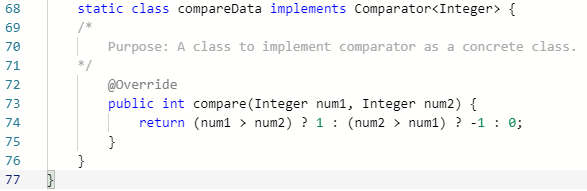 68 static class compareData implements Comparator<Integer> {
69 /*
70 Purpose: A class to implement comparator as a concrete class.
71 */
72 @Override
73 public int compare(Integer num1, Integer num2) {
74 return (num1 > num2) ? 1 : (num2 > num1) ? -1 : 0;
75 }
76 }
77 }